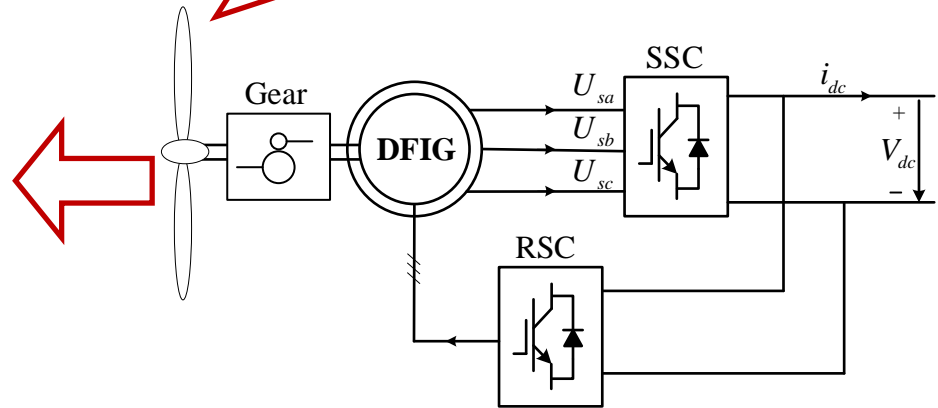 SSC
Gear
U_sa
i_dc
+
DFIG
U_sb
V_dc
U_sc
−
RSC